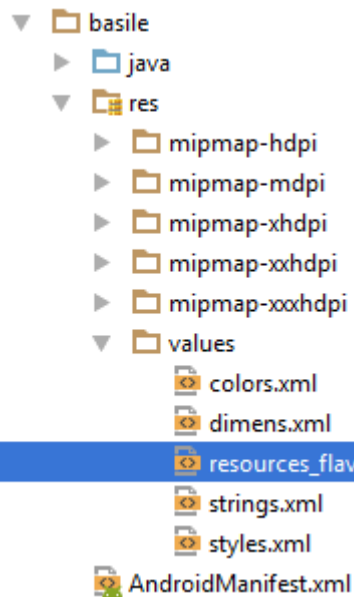 basile
java
res
mipmap-hdpi
mipmap-mdpi
mipmap-xhdpi
mipmap-xxhdpi
mipmap-xxxhdpi
values
colors.xml
dimens.xml
resources_flav
strings.xml
styles.xml
AndroidManifest.xml